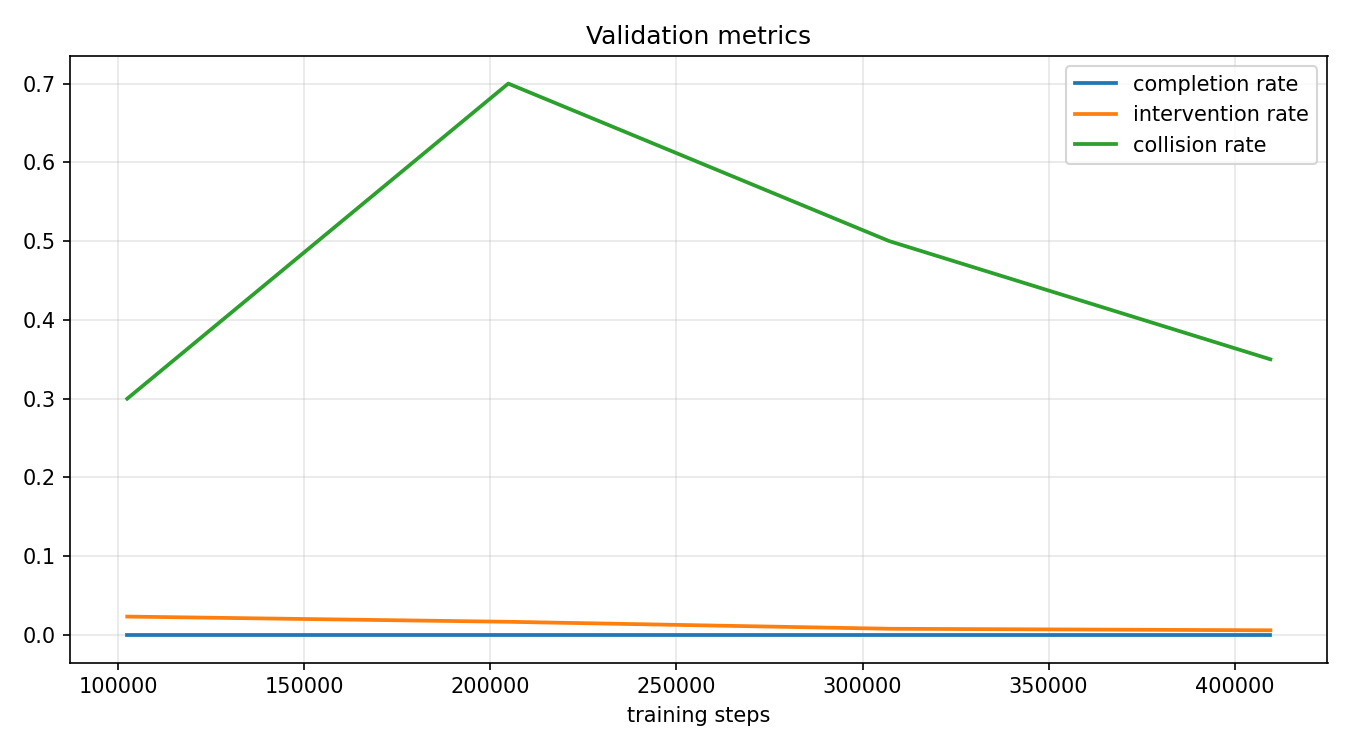 Validation metrics
completion rate
intervention rate
collision rate
0.7
0.6
0.5
0.4
0.3
0.2
0.1
0.0
100000 150000 200000 250000 300000 350000 400000
training steps